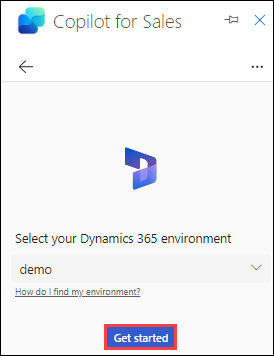 Copilot for Sales
Select your Dynamics 365 environment
demo
How do I find my environment?
Get started